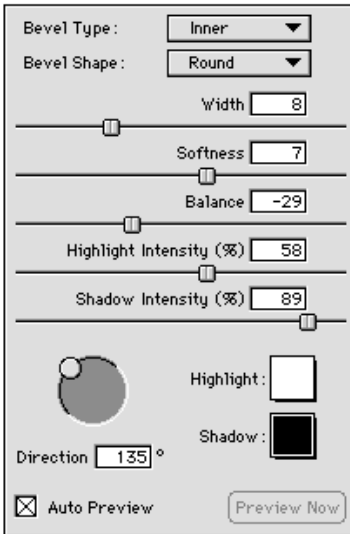 Bevel Type: Inner
Bevel Shape: Round
Width 8
Softness 7
Balance -29
Highlight Intensity (%) 58
Shadow Intensity (%) 89
Highlight:
Shadow:
Direction 135°
Auto Preview Preview Now